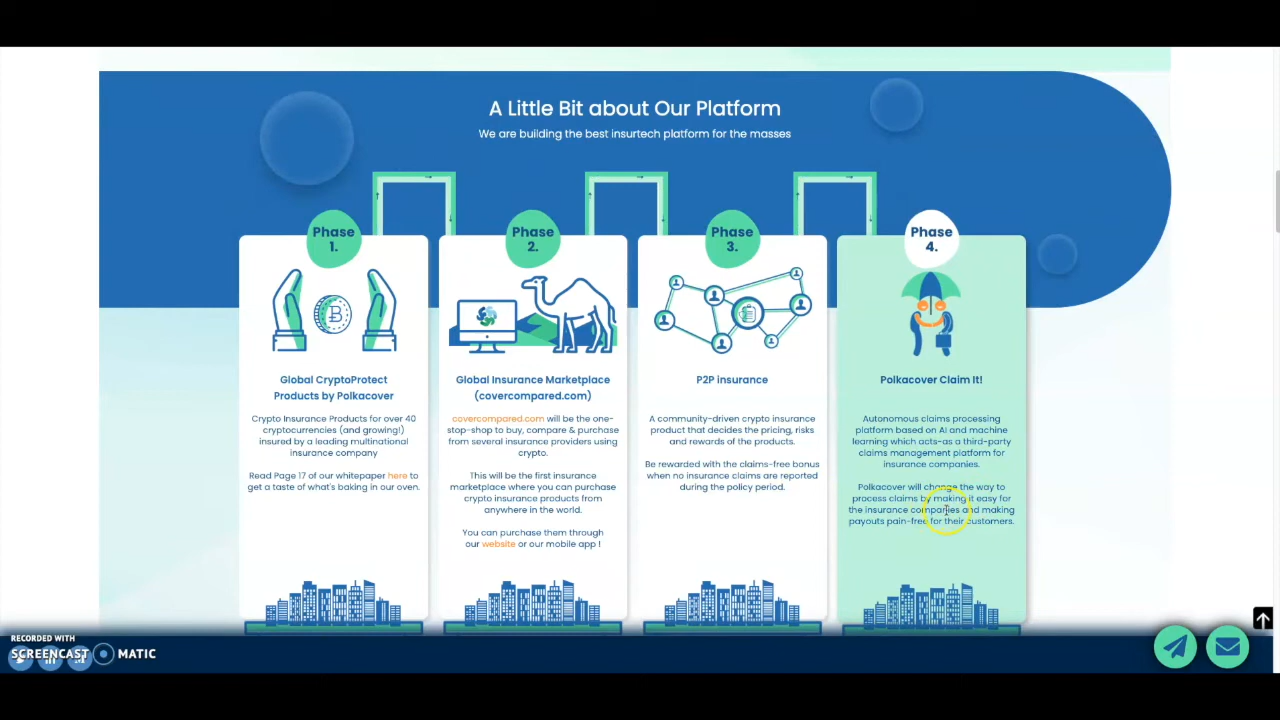 A Little Bit about Our Platform
We are building the best insurtech platform for the masses
Phase
1.
Global CryptoProtect
Products by Polkacover
Crypto Insurance Products for over 40
cryptocurrencies (and growing!)
insured by a leading multinational
insurance company
Read Page 17 of our whitepaper here to
get a taste of what's baking in our oven.
Phase
2.
Global Insurance Marketplace
(covercompared.com)
covercompared.com will be the one-
stop-shop to buy, compare & purchase
from several insurance providers using
crypto.
This will be the first insurance
marketplace where you can purchase
crypto insurance products from
anywhere in the world.
You can purchase them through
our website or our mobile app !
Phase
3.
P2P insurance
A community-driven crypto insurance
product that decides the pricing, risks
and rewards of the products.
Be rewarded with the claims-free bonus
when no insurance claims are reported
during the policy period.
Phase
4.
Polkacover Claim It!
Autonomous claims processing
platform based on AI and machine
learning which acts-as a third-party
claims management platform for
insurance companies.
Polkacover will change the way to
process claims by making it easy for
the insurance companies and making
payouts pain-free for their customers.
RECORDED WITH
SCREENCAST MATIC